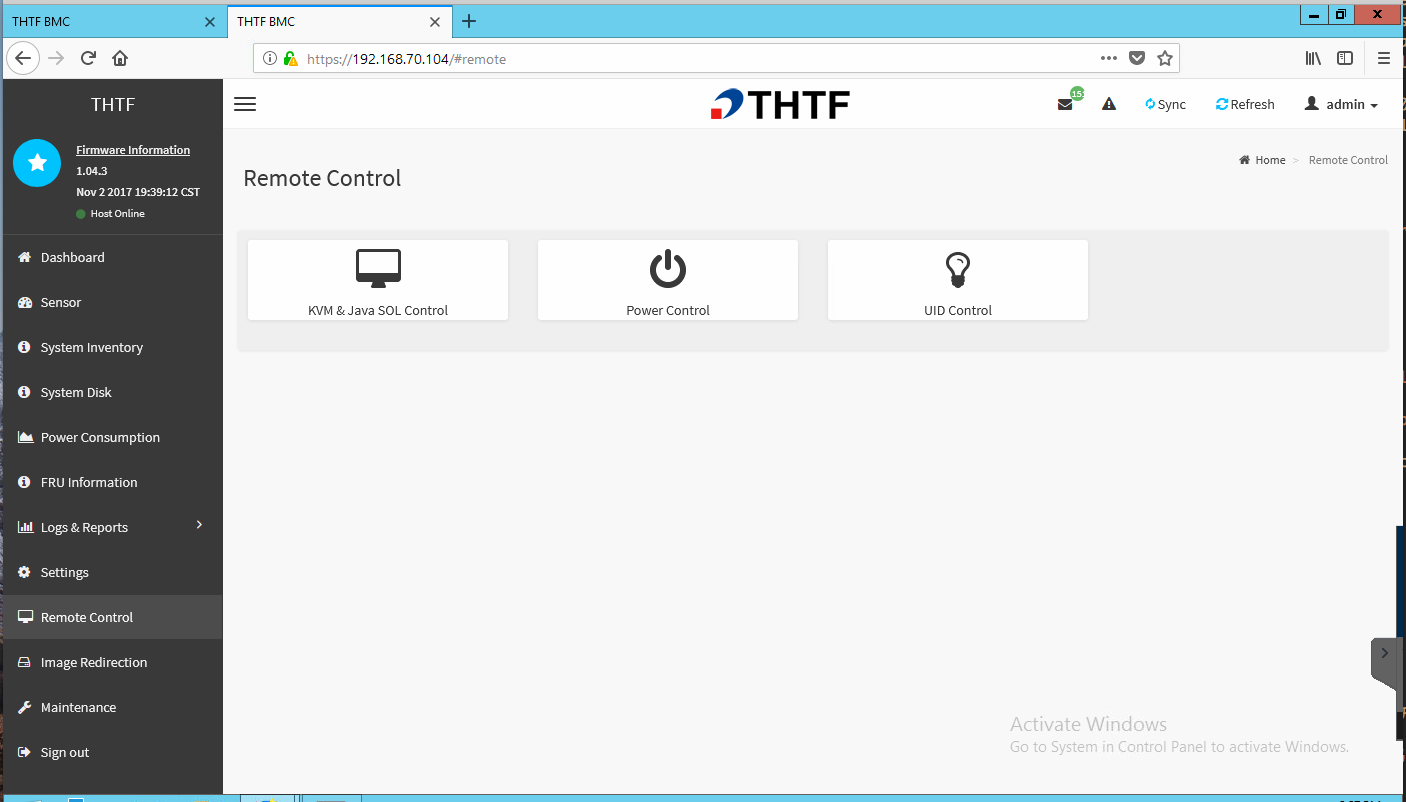 THTF BMC
THTF BMC
https://192.168.70.104/#remote
THTF
THTF
15
Sync
Refresh
admin
Firmware Information
1.04.3
Nov 2 2017 19:39:12 CST
Host Online
Home > Remote Control
Remote Control
KVM & Java SOL Control
Power Control
UID Control
Dashboard
Sensor
System Inventory
System Disk
Power Consumption
FRU Information
Logs & Reports
Settings
Remote Control
Image Redirection
Maintenance
Sign out
Activate Windows
Go to System in Control Panel to activate Windows.